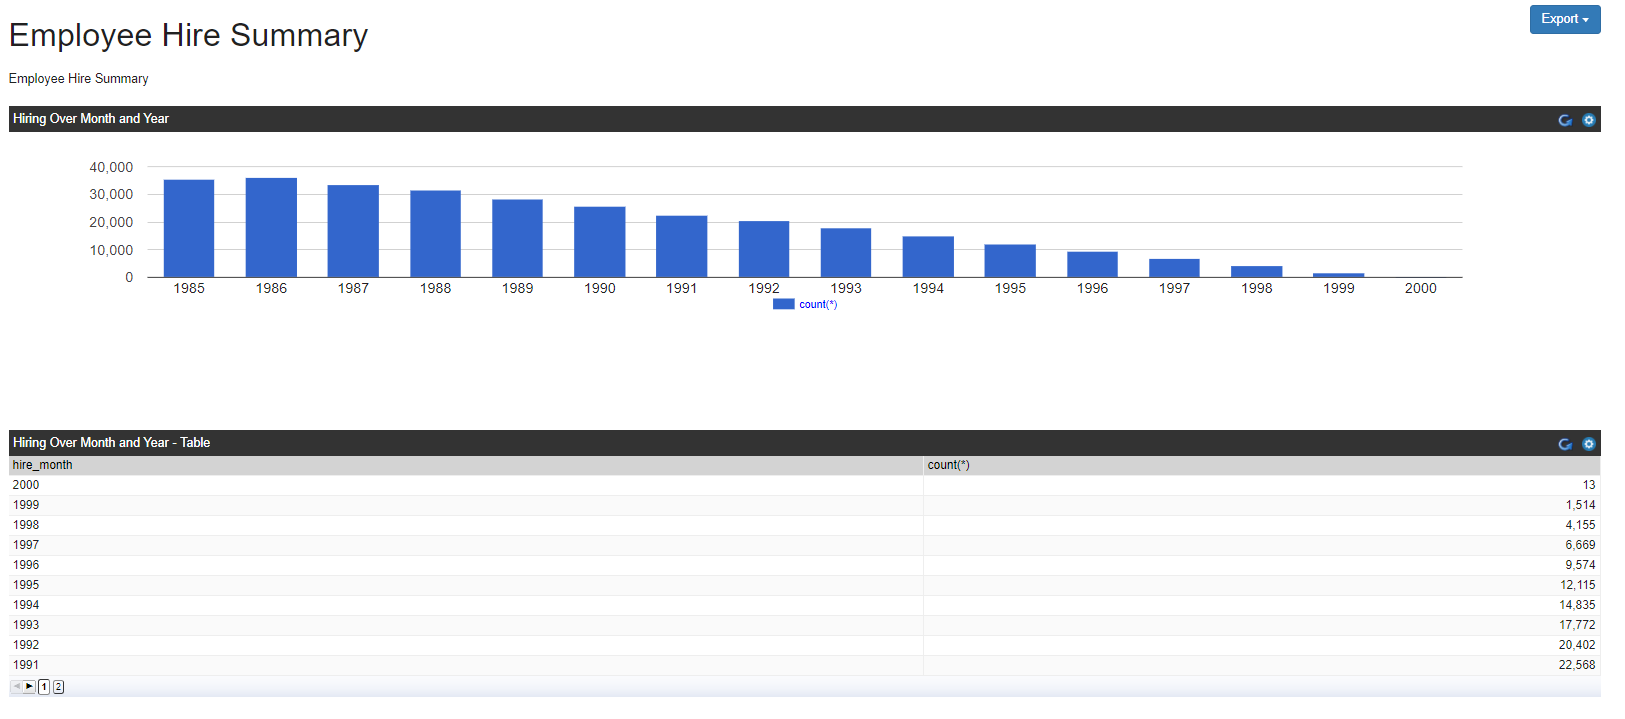 Employee Hire Summary
Export
Employee Hire Summary
Hiring Over Month and Year
40,000
30,000
20,000
10,000
0
1985 1986 1987 1988 1989 1990 1991 1992 1993 1994 1995 1996 1997 1998 1999 2000
count(*)
Hiring Over Month and Year - Table
hire_month count(*)
2000 13
1999 1,514
1998 4,155
1997 6,669
1996 9,574
1995 12,115
1994 14,835
1993 17,772
1992 20,402
1991 22,568
1 2